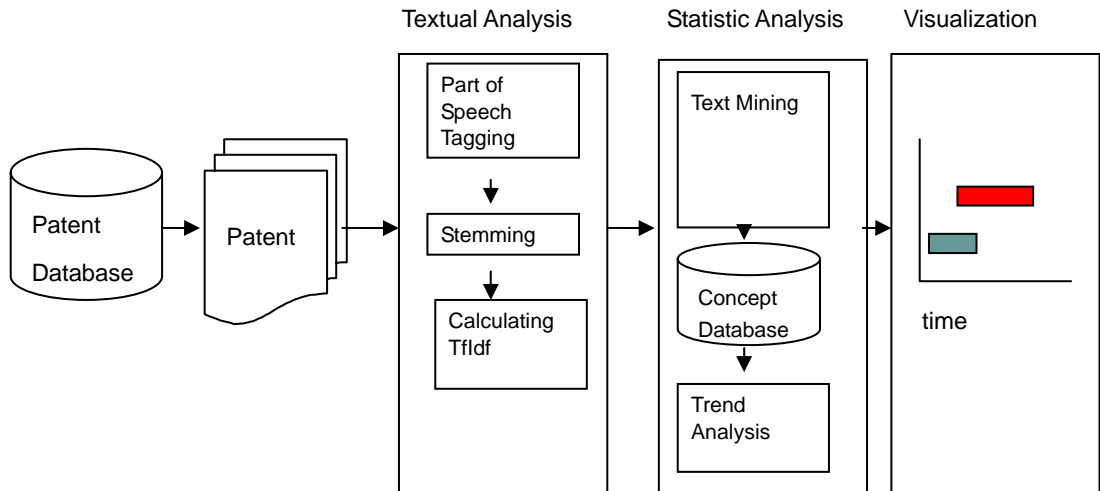 Textual Analysis
Statistic Analysis
Visualization
Patent
Database
Patent
Part of
Speech
Tagging
Stemming
Calculating
TfIdf
Text Mining
Concept
Database
Trend
Analysis
time